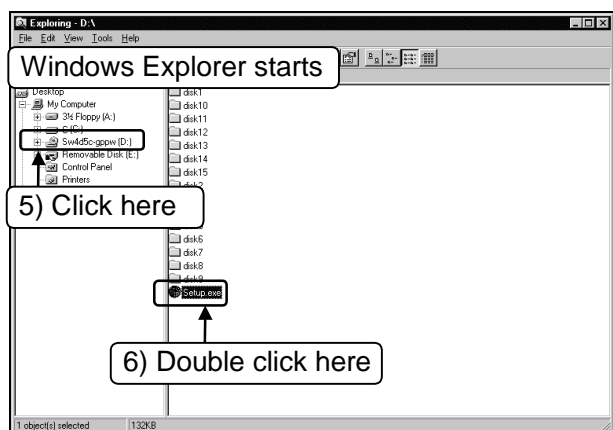 Exploring - D:\
File Edit View Tools Help
Windows Explorer starts
Desktop
My Computer
3½ Floppy (A:)
C (C:)
Sw4d5c-gppw (D:)
Removable Disk (E:)
Control Panel
Printers
5) Click here
disk1
disk10
disk11
disk12
disk13
disk14
disk15
disk2
disk6
disk7
disk8
disk9
Setup.exe
6) Double click here
1 object(s) selected 132KB